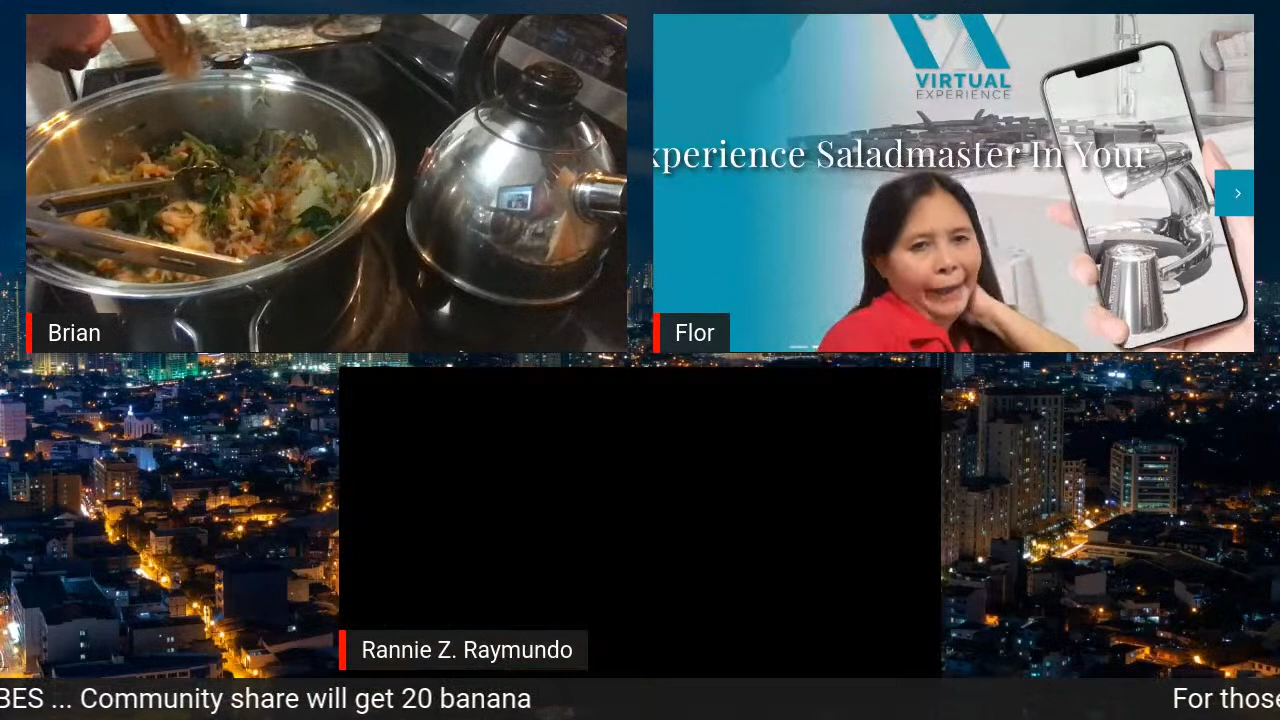 VIRTUAL
EXPERIENCE
xperience Saladmaster In Your
Brian
Flor
Rannie Z. Raymundo
BES ... Community share will get 20 banana
For those